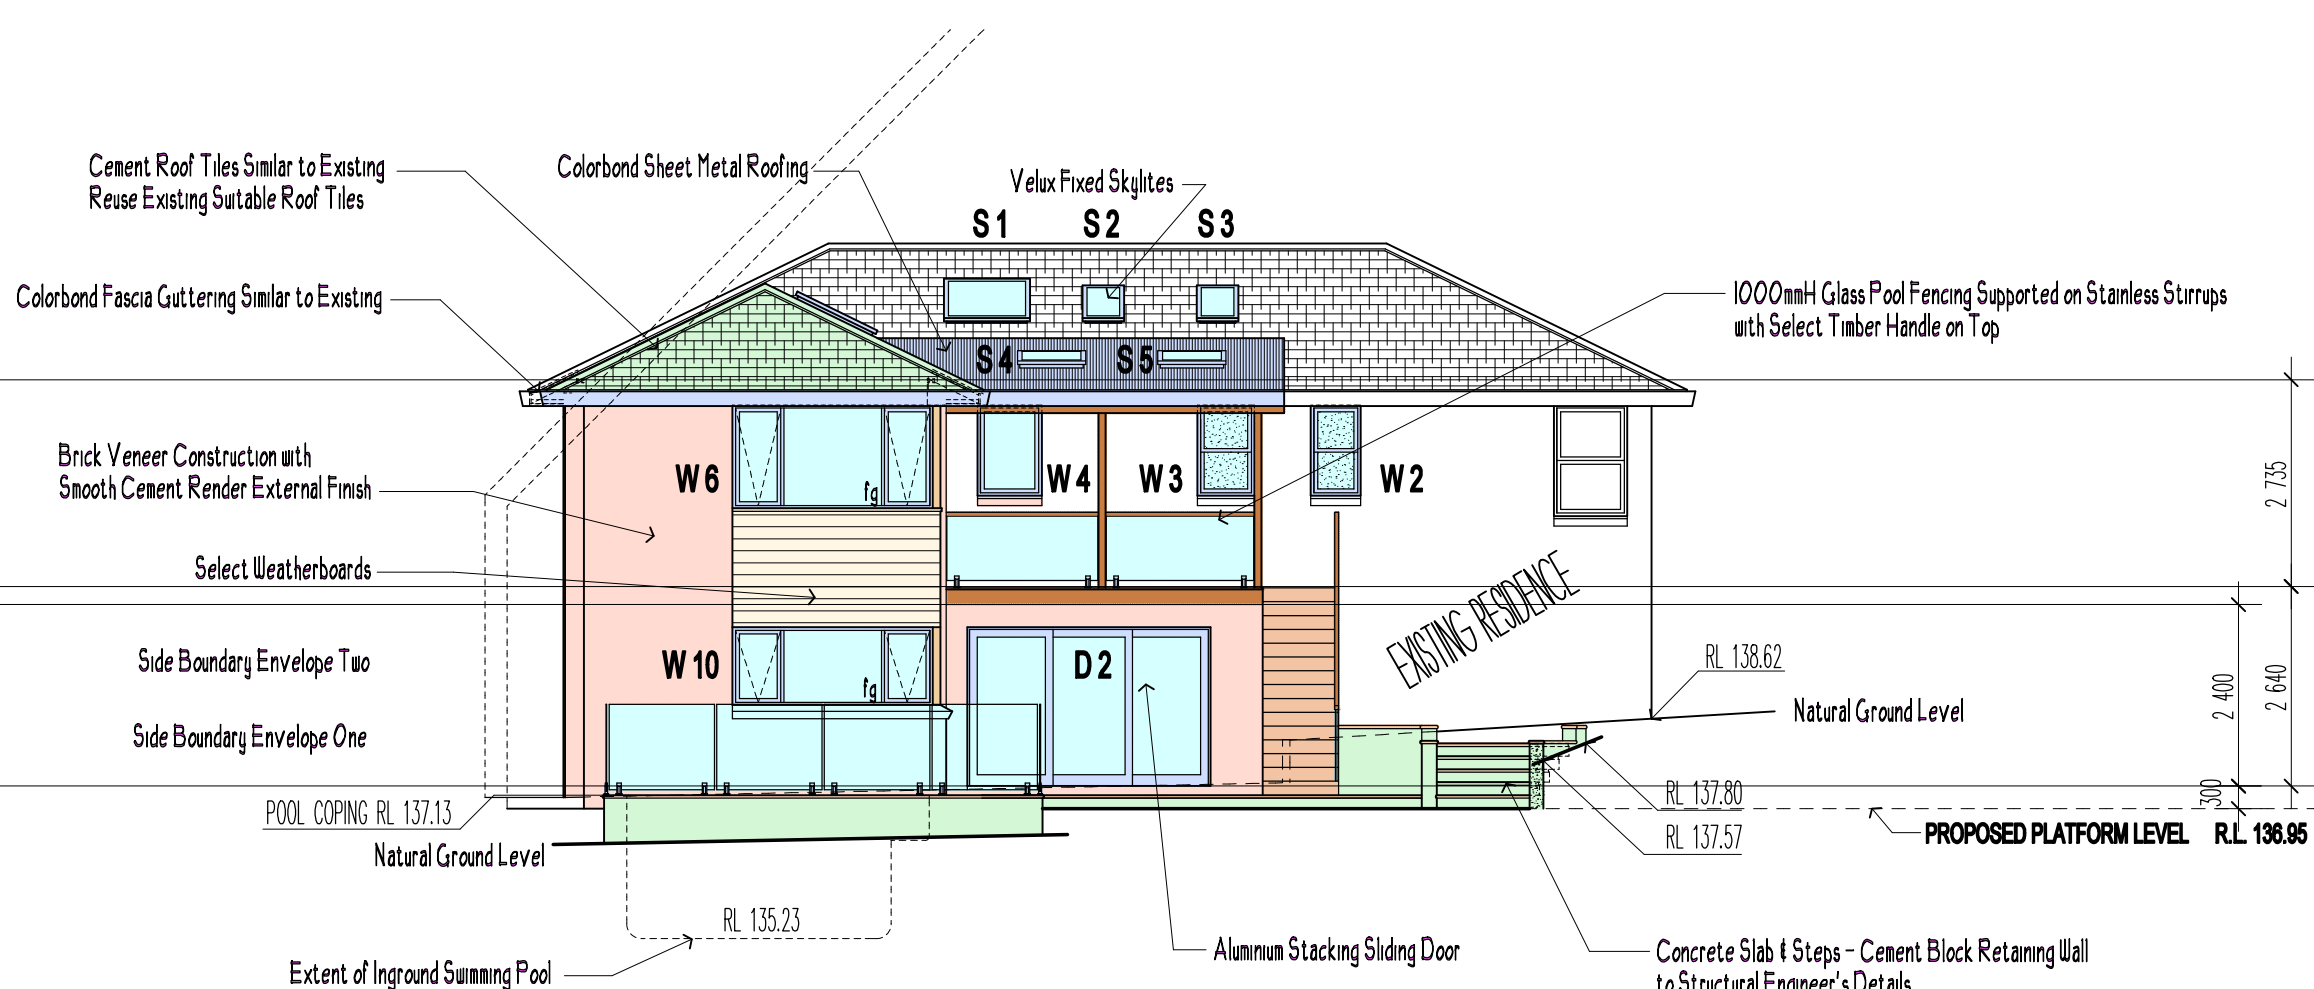 Cement Roof Tiles Similar to Existing
Reuse Existing Suitable Roof Tiles
Colorbond Sheet Metal Roofing
Velux Fixed Skylites
S1
S2
S3
Colorbond Fascia Guttering Similar to Existing
1000mmH Glass Pool Fencing Supported on Stainless Stirrups
with Select Timber Handle on Top
S4
S5
Brick Veneer Construction with
Smooth Cement Render External Finish
W6
fg
W4
W3
W2
2 735
Select Weatherboards
EXISTING RESIDENCE
Side Boundary Envelope Two
W10
fg
D2
RL 138.62
2 400
2 640
Natural Ground Level
Side Boundary Envelope One
POOL COPING RL 137.13
RL 137.80
300
RL 137.57
PROPOSED PLATFORM LEVEL R.L. 136.95
Natural Ground Level
RL 135.23
Extent of Inground Swimming Pool
Aluminium Stacking Sliding Door
Concrete Slab & Steps - Cement Block Retaining Wall
to Structural Engineer's Details